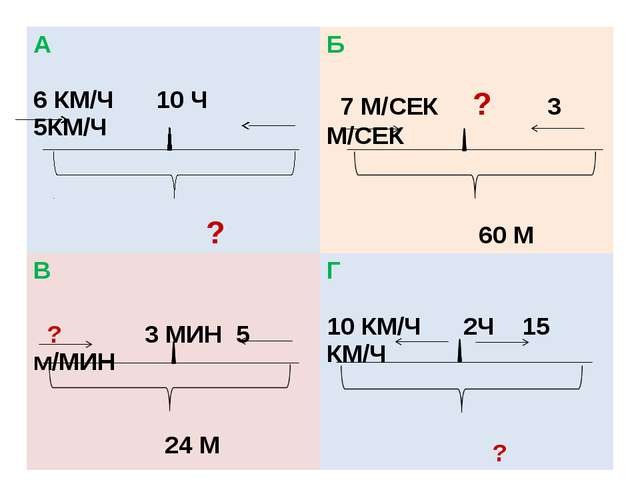 А
6 КМ/Ч 10 Ч
5КМ/Ч
?
Б
7 М/СЕК ? 3
М/СЕК
60 М
В
? 3 МИН 5
м/МИН
24 М
Г
10 КМ/Ч 2Ч 15
КМ/Ч
?